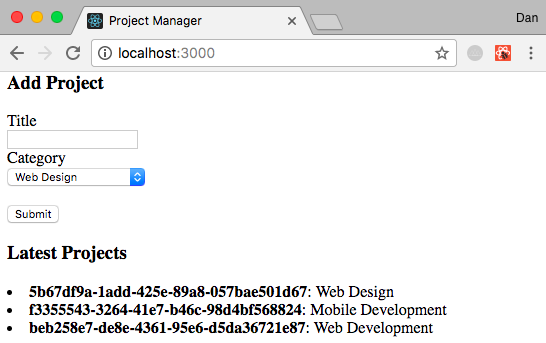 Project Manager
Dan
localhost:3000
Add Project
Title
Category
Web Design
Submit
Latest Projects
5b67df9a-1add-425e-89a8-057bae501d67: Web Design
f3355543-3264-41e7-b46c-98d4bf568824: Mobile Development
beb258e7-de8e-4361-95e6-d5da36721e87: Web Development